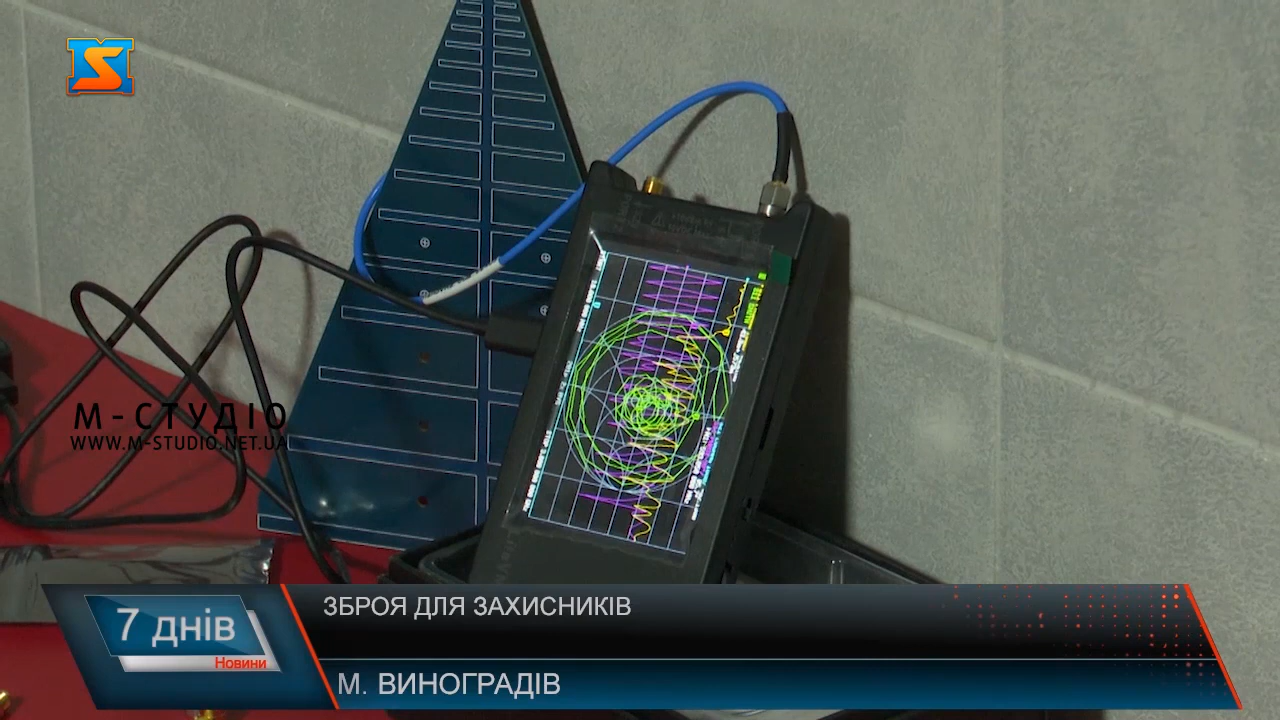 М-СТУДІО
WWW.M-STUDIO.NET.UA
7 днів
Новини
ЗБРОЯ ДЛЯ ЗАХИСНИКІВ
М. ВИНОГРАДІВ